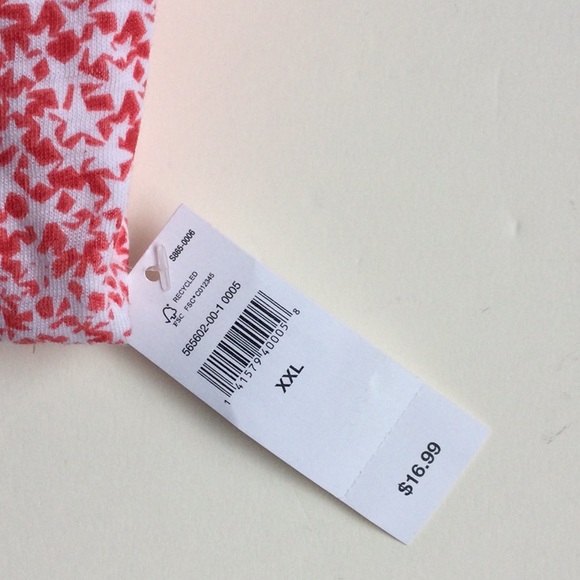 S865-0006
RECYCLED
FSC FSC® C012345
565602-00-1 0005
1 41579 40005 8
XXL
$16.99